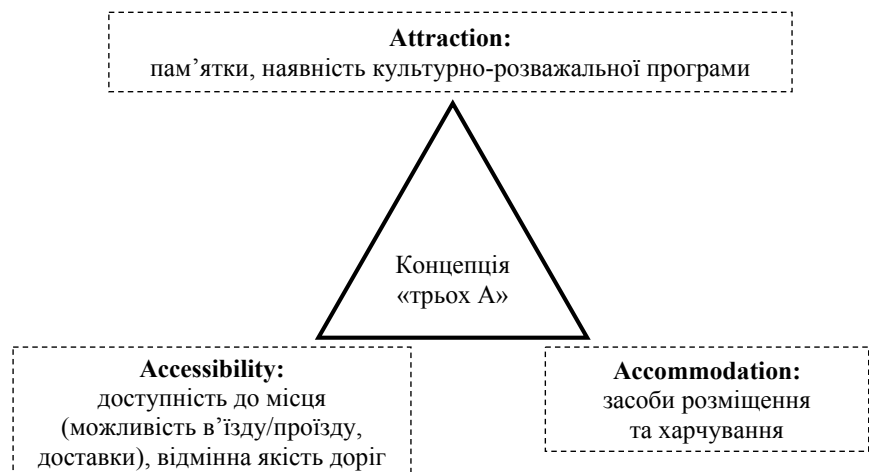 Attraction:
пам’ятки, наявність культурно-розважальної програми
Концепція
«трьох А»
Accessibility:
доступність до місця
(можливість в’їзду/проїзду,
доставки), відмінна якість доріг
Accommodation:
засоби розміщення
та харчування